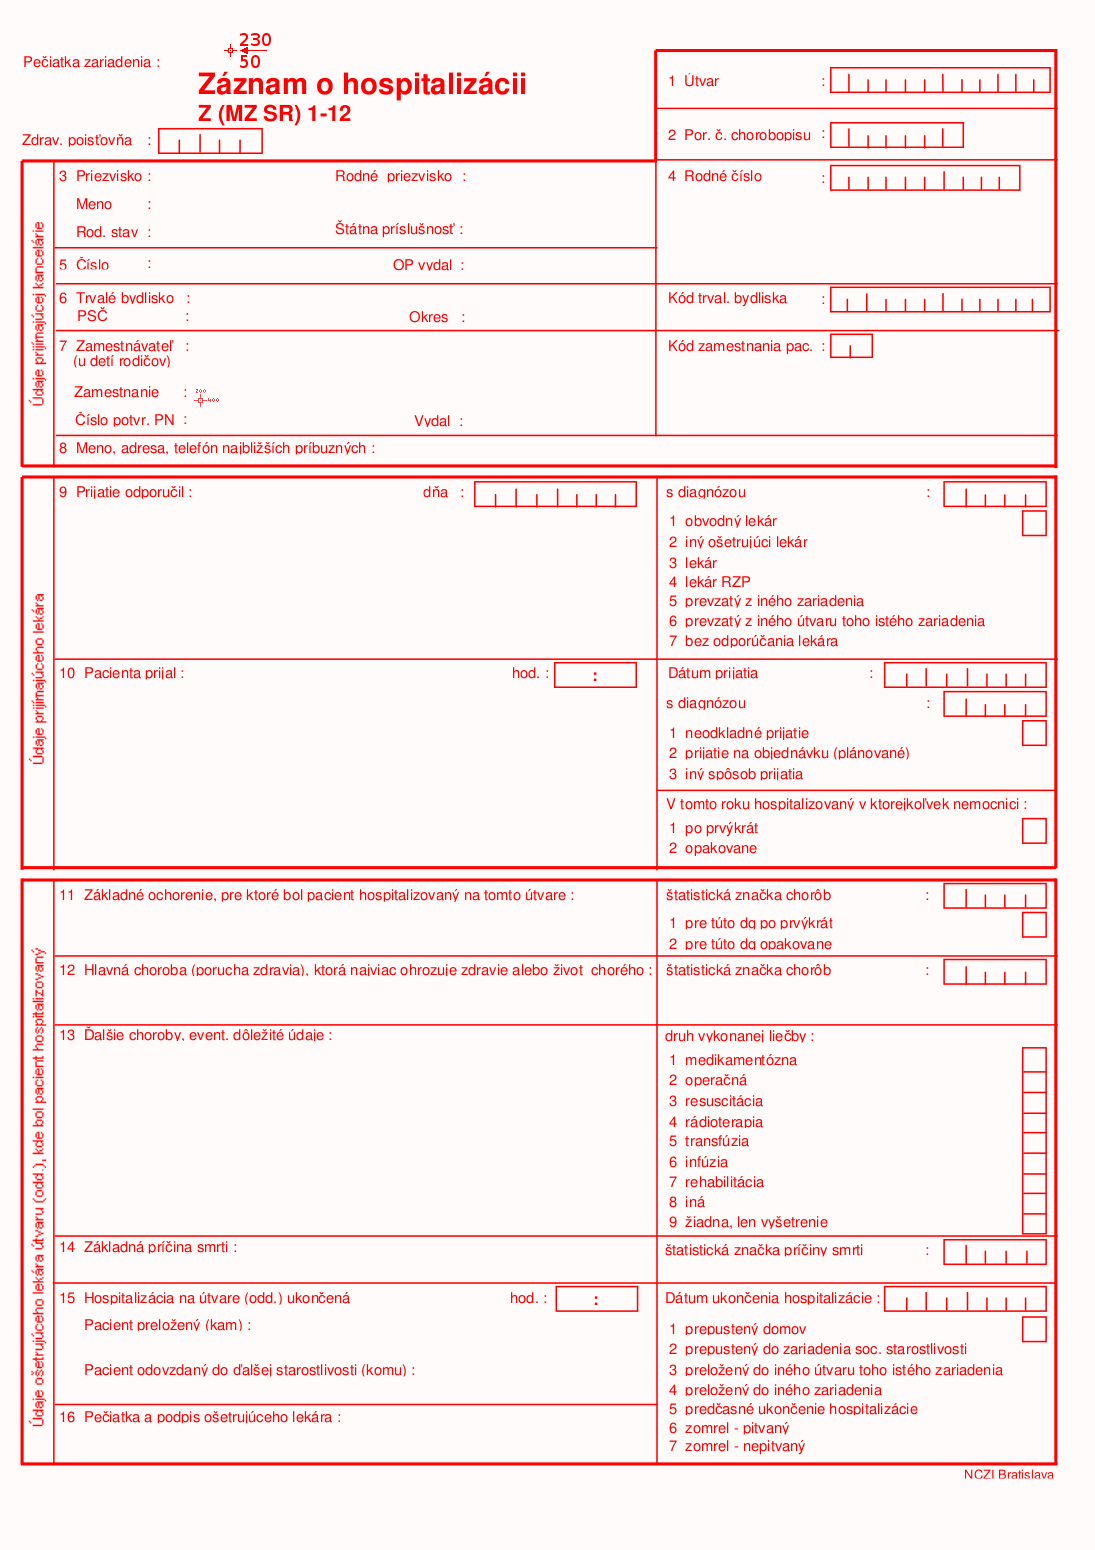 230
50
Pečiatka zariadenia :
Záznam o hospitalizácii
Z (MZ SR) 1-12
Zdrav. poisťovňa :
1 Útvar :
2 Por. č. chorobopisu :
Údaje prijímajúcej kancelárie
3 Priezvisko : Rodné priezvisko :
Meno :
Rod. stav : Štátna príslušnosť :
4 Rodné číslo :
5 Číslo : OP vydal :
6 Trvalé bydlisko :
PSČ : Okres :
Kód trval. bydliska :
7 Zamestnávateľ :
(u detí rodičov)
Kód zamestnania pac. :
Zamestnanie :
200
400
Číslo potvr. PN : Vydal :
8 Meno, adresa, telefón najbližších príbuzných :
Údaje prijímajúceho lekára
9 Prijatie odporučil : dňa :
s diagnózou :
1 obvodný lekár
2 iný ošetrujúci lekár
3 lekár
4 lekár RZP
5 prevzatý z iného zariadenia
6 prevzatý z iného útvaru toho istého zariadenia
7 bez odporúčania lekára
10 Pacienta prijal : hod. : :
Dátum prijatia :
s diagnózou :
1 neodkladné prijatie
2 prijatie na objednávku (plánované)
3 iný spôsob prijatia
V tomto roku hospitalizovaný v ktorejkoľvek nemocnici :
1 po prvýkrát
2 opakovane
Údaje ošetrujúceho lekára útvaru (odd.), kde bol pacient hospitalizovaný
11 Základné ochorenie, pre ktoré bol pacient hospitalizovaný na tomto útvare :
štatistická značka chorôb :
1 pre túto dg po prvýkrát
2 pre túto dg opakovane
12 Hlavná choroba (porucha zdravia), ktorá najviac ohrozuje zdravie alebo život chorého :
štatistická značka chorôb :
13 Ďalšie choroby, event. dôležité údaje :
druh vykonanej liečby :
1 medikamentózna
2 operačná
3 resuscitácia
4 rádioterapia
5 transfúzia
6 infúzia
7 rehabilitácia
8 iná
9 žiadna, len vyšetrenie
14 Základná príčina smrti :
štatistická značka príčiny smrti :
15 Hospitalizácia na útvare (odd.) ukončená hod. : :
Pacient preložený (kam) :
Pacient odovzdaný do ďalšej starostlivosti (komu) :
Dátum ukončenia hospitalizácie :
1 prepustený domov
2 prepustený do zariadenia soc. starostlivosti
3 preložený do iného útvaru toho istého zariadenia
4 preložený do iného zariadenia
5 predčasné ukončenie hospitalizácie
6 zomrel - pitvaný
7 zomrel - nepitvaný
16 Pečiatka a podpis ošetrujúceho lekára :
NCZI Bratislava